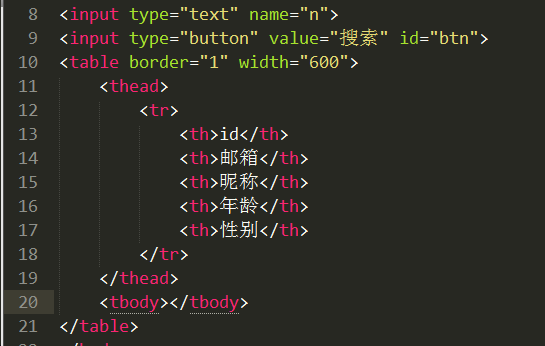 8 <input type="text" name="n">
9 <input type="button" value="搜索" id="btn">
10 <table border="1" width="600">
11 <thead>
12 <tr>
13 <th>id</th>
14 <th>邮箱</th>
15 <th>昵称</th>
16 <th>年龄</th>
17 <th>性别</th>
18 </tr>
19 </thead>
20 <tbody></tbody>
21 </table>